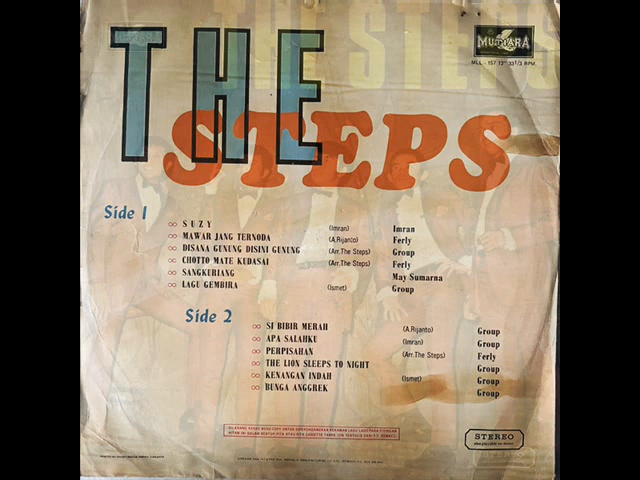 THE STEPS
MUTIARA
MLL - 157 12" 33 1/3 RPM.
THE
STEPS
Side 1
SUZY (Imran) Imran
MAWAR JANG TERNODA (A.Rijanto) Ferly
DISANA GUNUNG DISINI GUNUNG (Arr.The Steps) Group
CHOTTO MATE KUDASAI (Arr.The Steps) Ferly
SANGKURIANG May Sumarna
LAGU GEMBIRA (Ismet) Group
Side 2
SI BIBIR MERAH (A.Rijanto) Group
APA SALAHKU (Imran) Group
PERPISAHAN (Arr.The Steps) Ferly
THE LION SLEEPS TO NIGHT Group
KENANGAN INDAH (Ismet) Group
BUNGA ANGGREK Group
STEREO